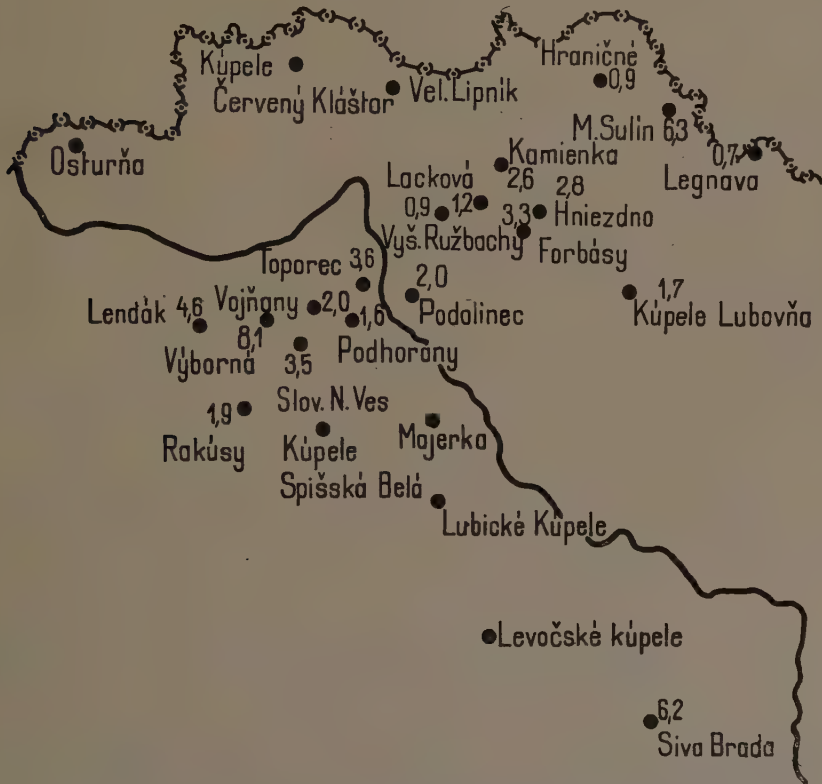 Hraničné
0,9
Kúpele
Červený Kláštor
Vel. Lipník
M. Sulín 6,3
Osturňa
Kamienka
2,6
0,7
Legnava
Lacková
0,9 1,2
2,8
3,3 Hniezdno
Vyš. Ružbachy
Forbásy
Toporec 3,6
2,0
Podolinec
1,7
Kúpele Lubovňa
Lendák 4,6
Vojňany
2,0
1,6
8,1
Výborná
3,5
Podhorány
Slov. N. Ves
1,9
Rakúsy
Kúpele
Spišská Belá
Majerka
Lubické Kúpele
Levočské kúpele
6,2
Siva Brada